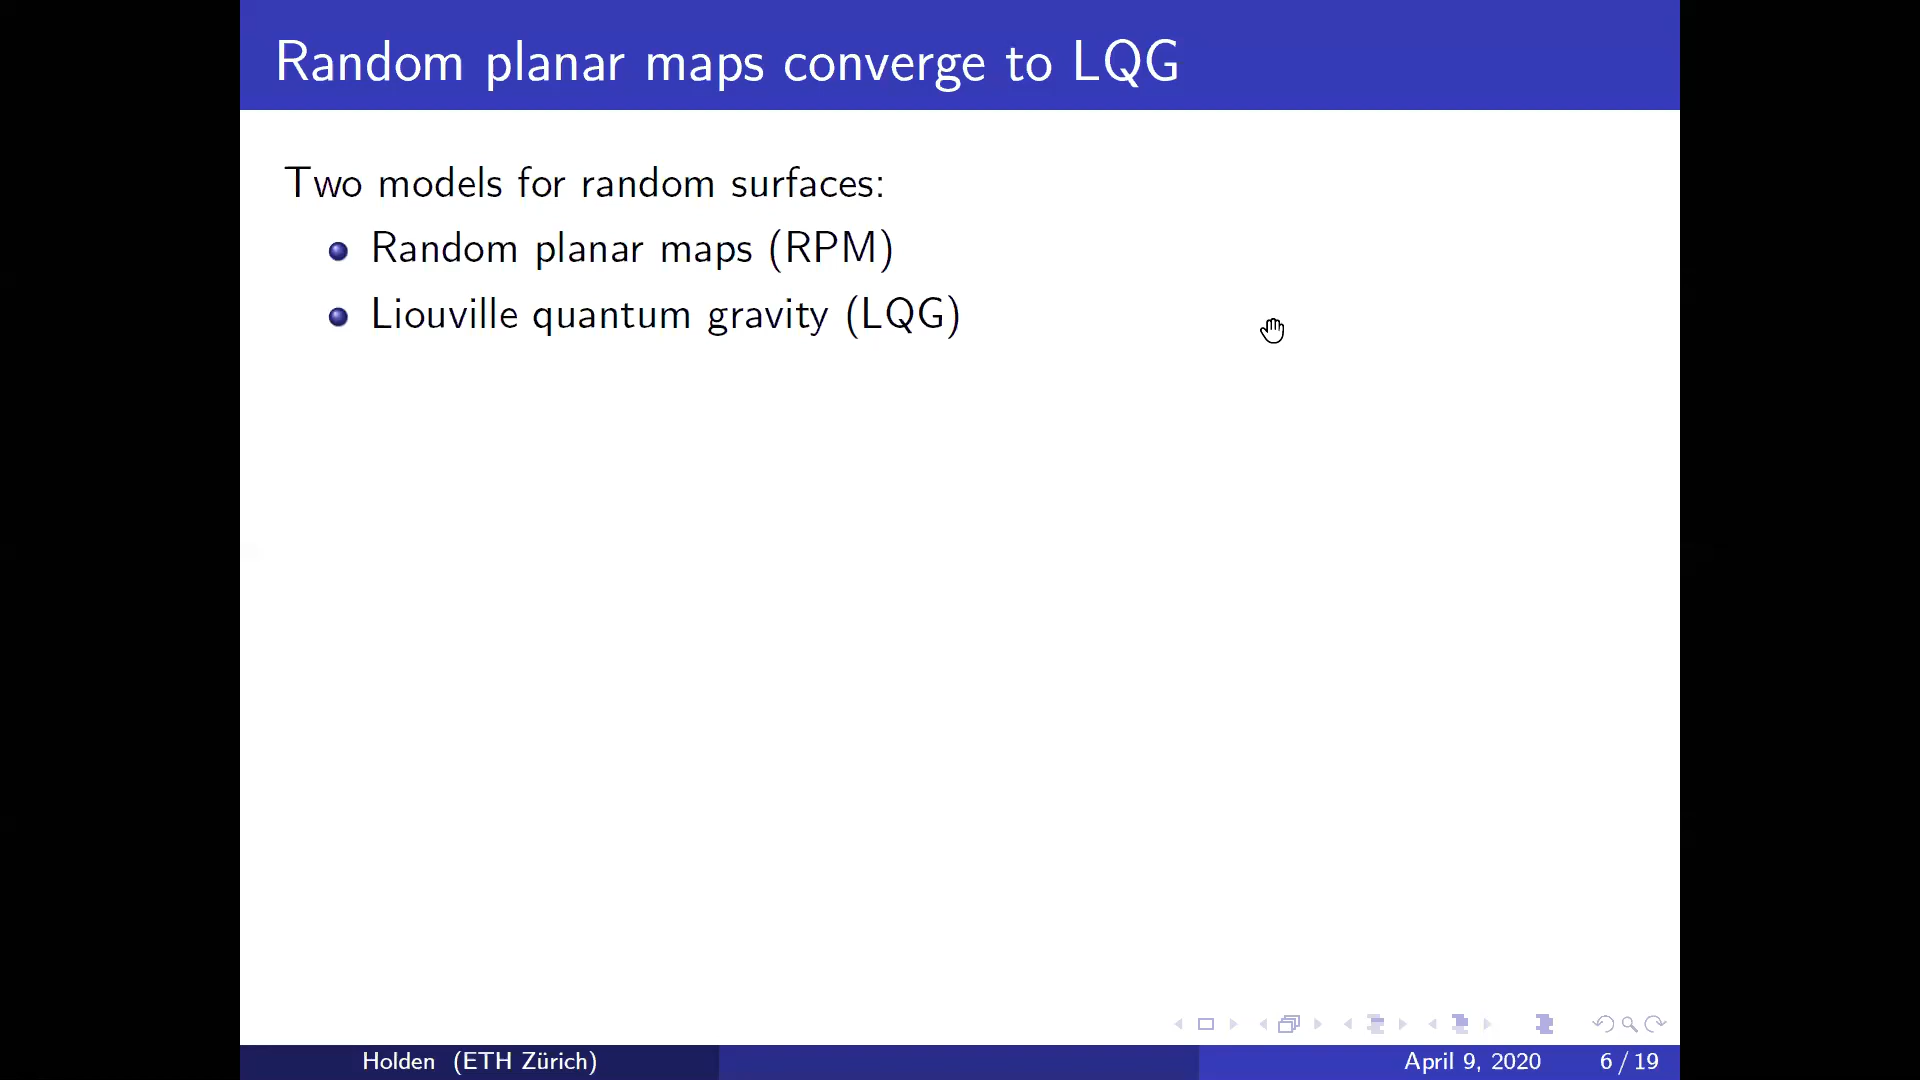 Random planar maps converge to LQG
Two models for random surfaces:
Random planar maps (RPM)
Liouville quantum gravity (LQG)
Holden (ETH Zürich)
April 9, 2020
6 / 19